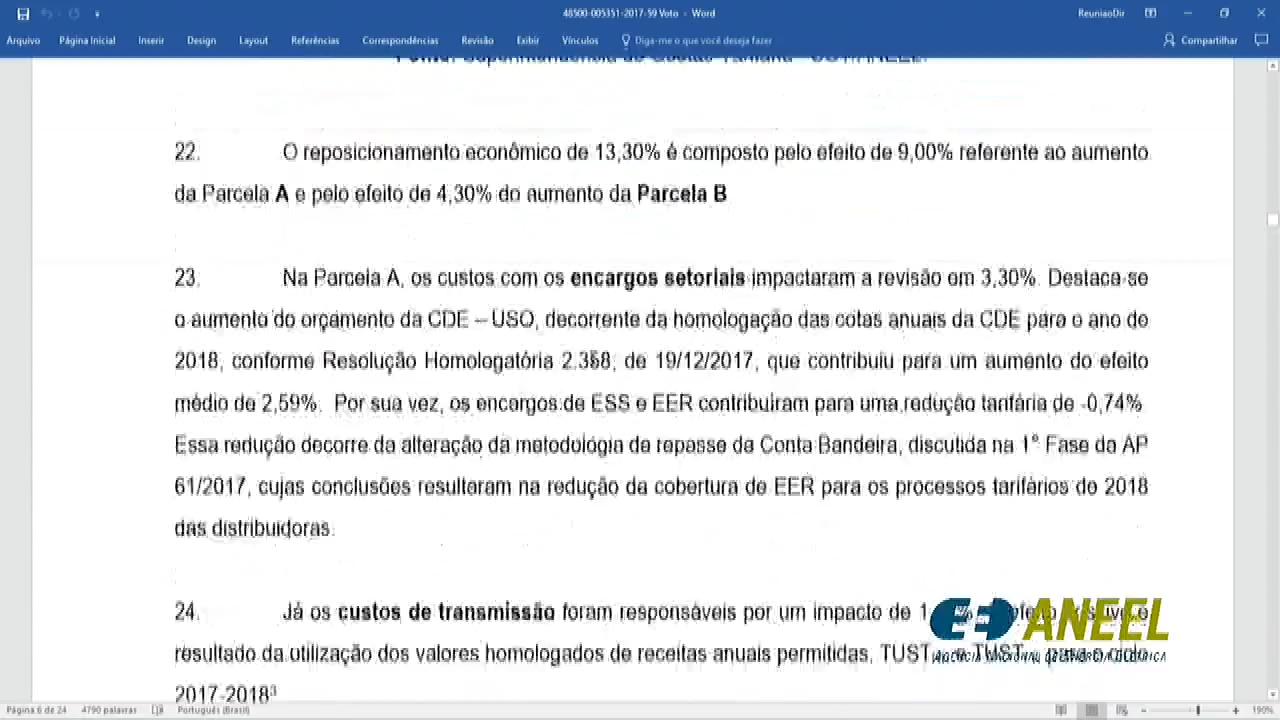 48500-005351-2017-59 Voto - Word
ReuniaoDir
Arquivo Página Inicial Inserir Design Layout Referências Correspondências Revisão Exibir Vínculos Diga-me o que você deseja fazer Compartilhar
22. O reposicionamento econômico de 13,30% é composto pelo efeito de 9,00% referente ao aumento
da Parcela A e pelo efeito de 4,30% do aumento da Parcela B
23. Na Parcela A, os custos com os encargos setoriais impactaram a revisão em 3,30%. Destaca-se
o aumento do orçamento da CDE – USO, decorrente da homologação das cotas anuais da CDE para o ano de
2018, conforme Resolução Homologatória 2.358, de 19/12/2017, que contribuiu para um aumento do efeito
médio de 2,59%. Por sua vez, os encargos de ESS e EER contribuíram para uma redução tarifária de -0,74%
Essa redução decorre da alteração da metodologia de repasse da Conta Bandeira, discutida na 1ª Fase da AP
61/2017, cujas conclusões resultaram na redução da cobertura de EER para os processos tarifários de 2018
das distribuidoras.
24. Já os custos de transmissão foram responsáveis por um impacto de
resultado da utilização dos valores homologados de receitas anuais permitidas,
2017-2018³
ANEEL
AGÊNCIA NACIONAL DE ENERGIA ELÉTRICA
Página 6 de 24 4790 palavras Português (Brasil) 190%